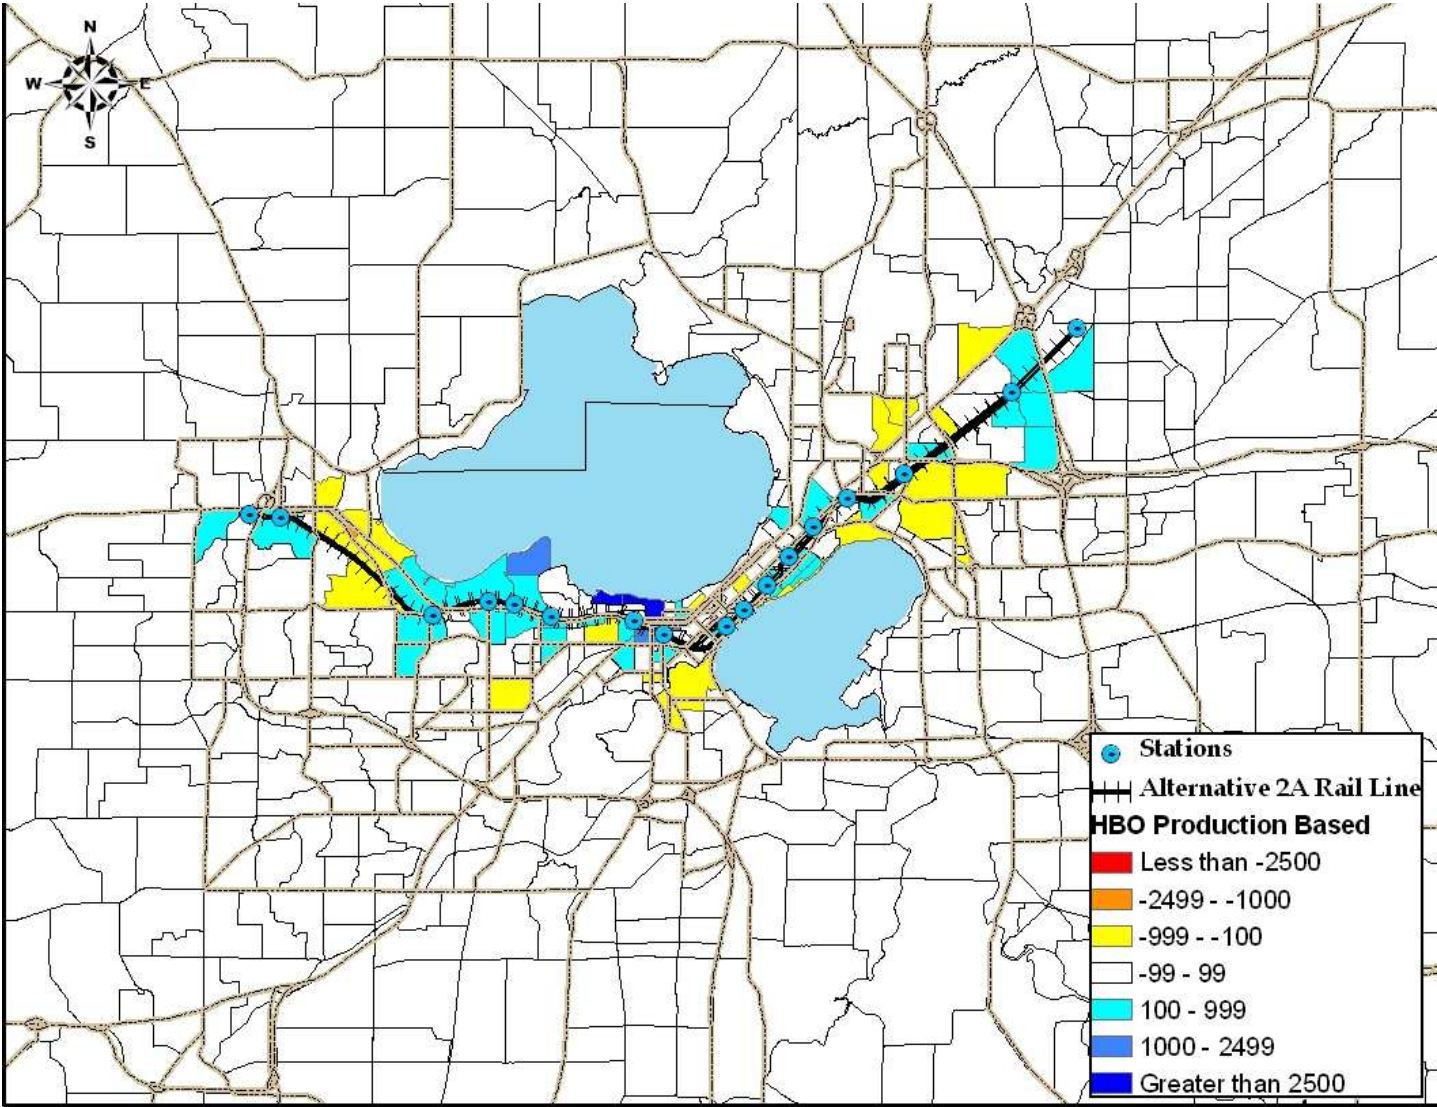 N
W E
S
Stations
Alternative 2A Rail Line
HBO Production Based
Less than -2500
-2499 - -1000
-999 - -100
-99 - 99
100 - 999
1000 - 2499
Greater than 2500